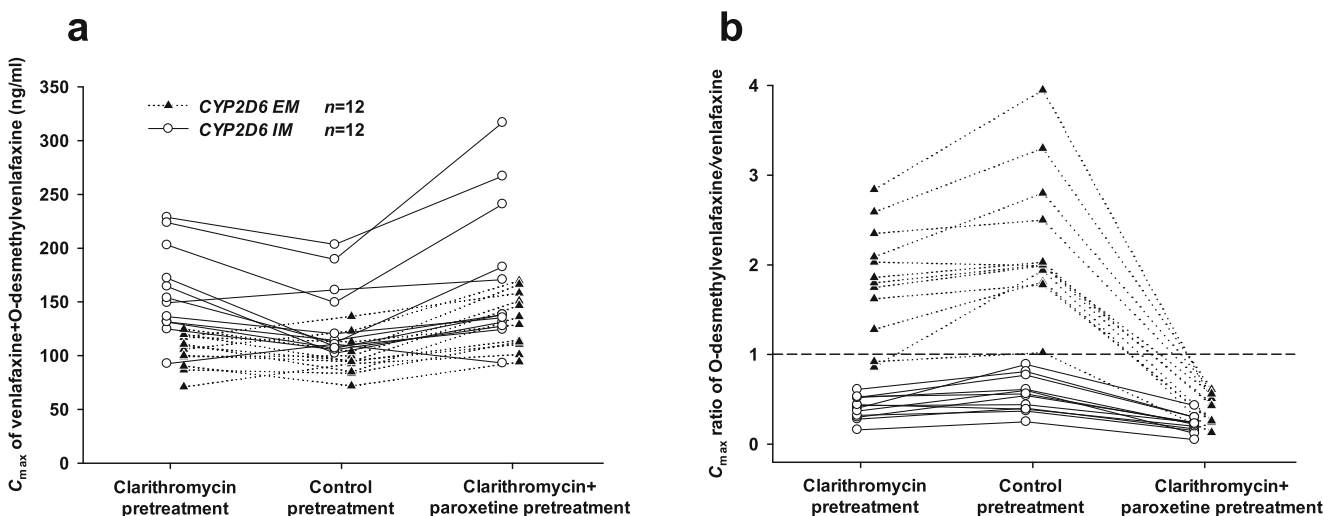 a
C max of venlafaxine+O-desmethylvenlafaxine (ng/ml)
350
300
250
200
150
100
50
0
CYP2D6 EM n=12
CYP2D6 IM n=12
Clarithromycin
pretreatment
Control
pretreatment
Clarithromycin+
paroxetine pretreatment
b
C max ratio of O-desmethylvenlafaxine/venlafaxine
4
3
2
1
0
Clarithromycin
pretreatment
Control
pretreatment
Clarithromycin+
paroxetine pretreatment